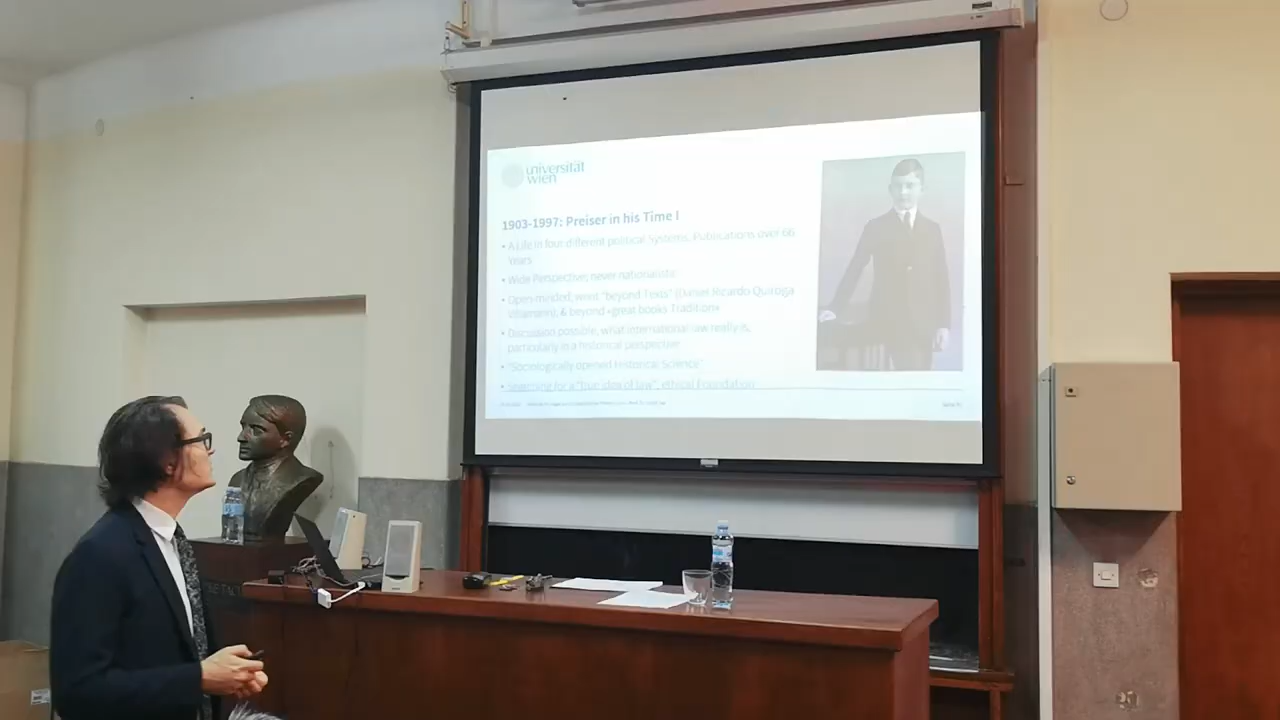 universität
wien
1903-1997: Preiser in his Time I
• A Life in four different political Systems, Publications over 66
Years
• Wide Perspective, never nationalistic
• Open-minded, went "beyond Texts" (Daniel Ricardo Quiroga
& beyond «great books Tradition»
• Discussion possible, what international law really is,
particularly in a historical perspective
• "Sociologically opened Historical Science"
• Searching for a "true idea of law", ethical Foundation